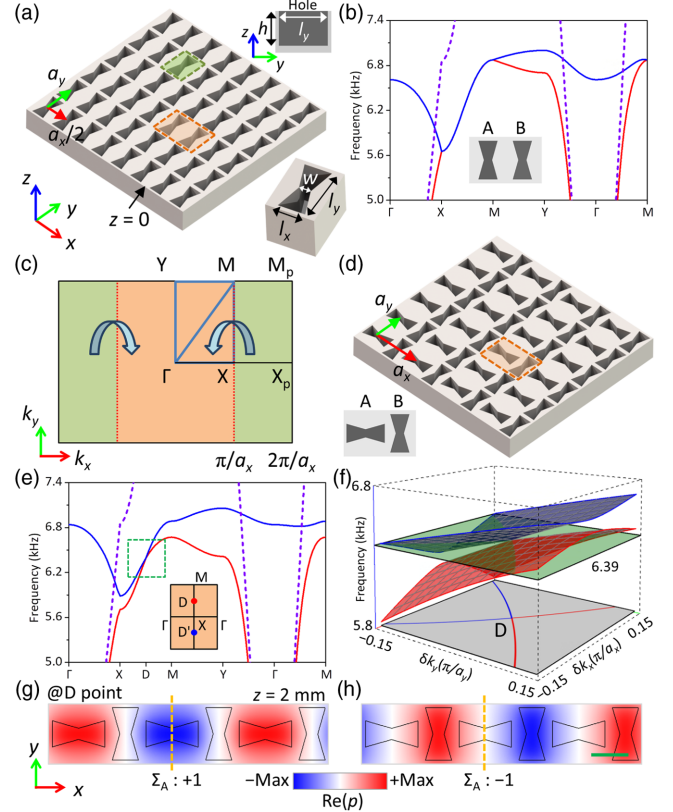 (a)
Hole
h
l_y
z
y
a_y
a_x/2
z = 0
z
y
x
w
l_y
l_x
(b)
7.4
6.8
6.2
5.6
5.0
Frequency (kHz)
A B
Γ X M Y Γ M
(c)
Y M M_p
Γ X X_p
k_y
k_x
π/a_x 2π/a_x
(d)
a_y
a_x
A B
(e)
7.4
6.8
6.2
5.6
5.0
Frequency (kHz)
M
D
Γ X Γ
D'
Γ X D M Y Γ M
(f)
6.8
Frequency (kHz)
5.8
6.39
D
−0.15
δk_y(π/a_y)
0.15
−0.15
δk_x(π/a_x)
0.15
(g) @D point z = 2 mm
(h)
y
x
Σ_A : +1
−Max +Max
Re(p)
Σ_A : −1